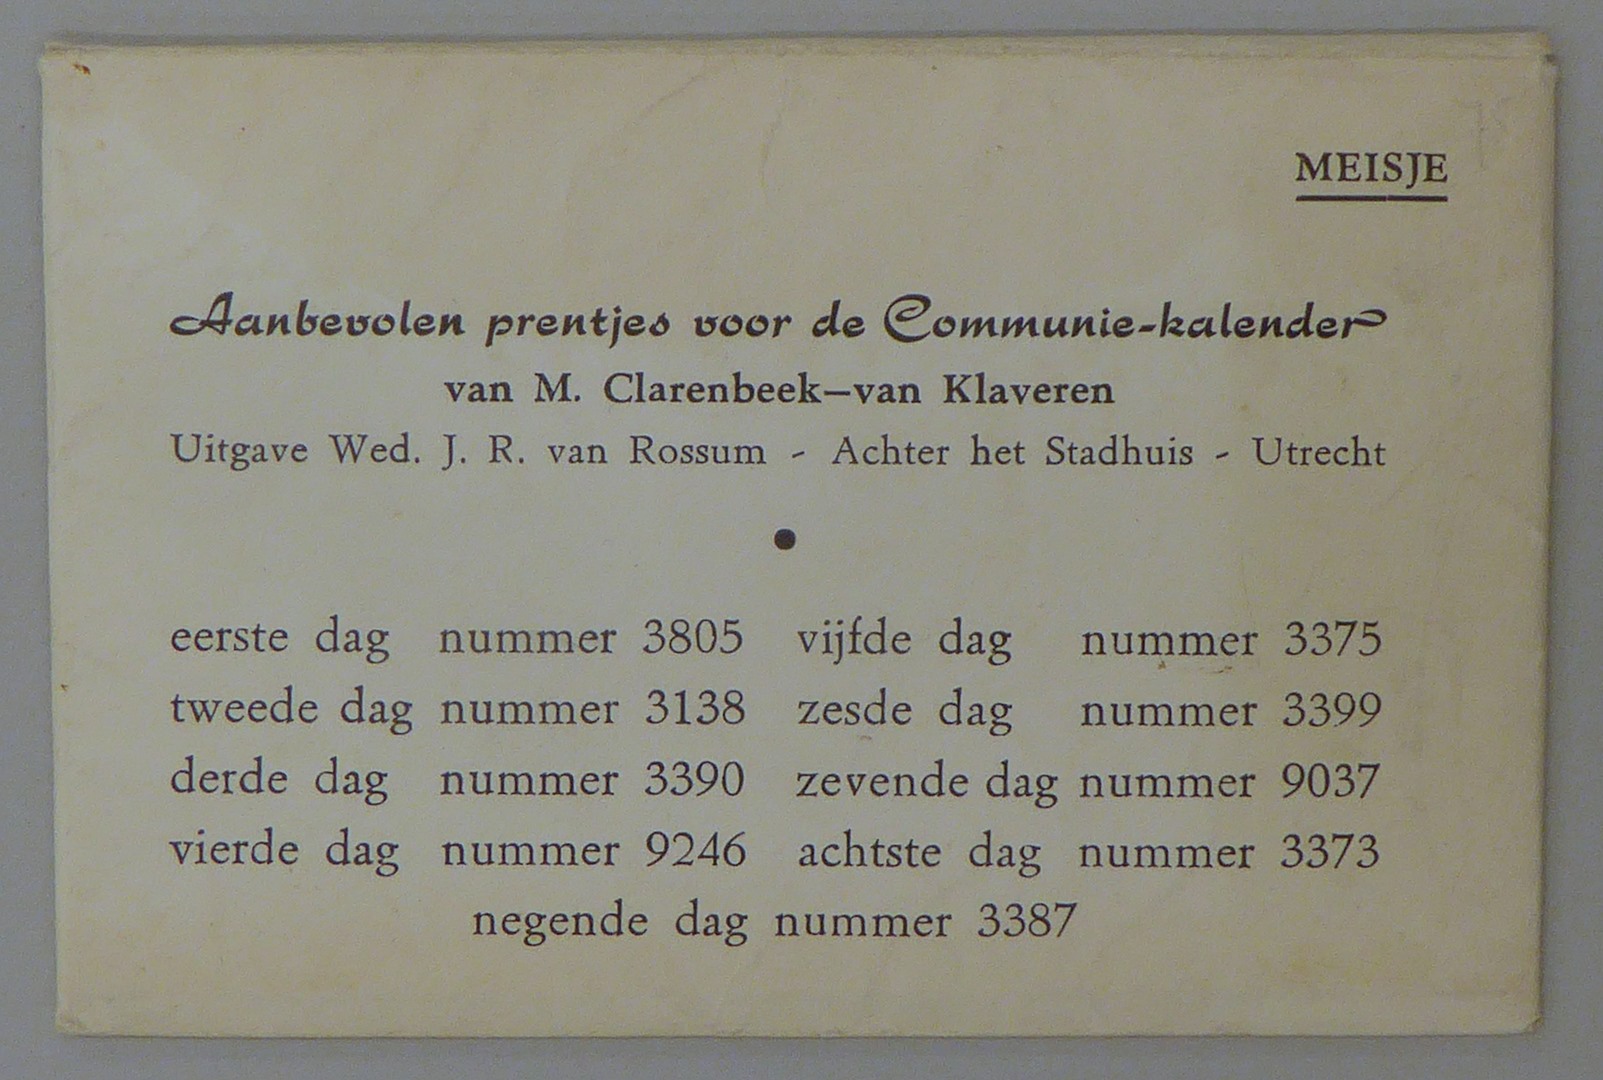 MEISJE
Aanbevolen prentjes voor de Communie-kalender
van M. Clarenbeek–van Klaveren
Uitgave Wed. J. R. van Rossum - Achter het Stadhuis - Utrecht
eerste dag nummer 3805 vijfde dag nummer 3375
tweede dag nummer 3138 zesde dag nummer 3399
derde dag nummer 3390 zevende dag nummer 9037
vierde dag nummer 9246 achtste dag nummer 3373
negende dag nummer 3387